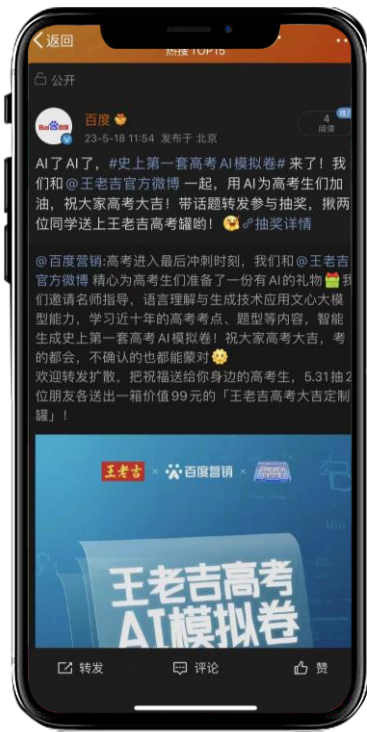 返回
热搜 TOP15
公开
Bai百度
百度
4
阅读
23-5-18 11:54 发布于 北京
AI了AI了，#史上第一套高考AI模拟卷# 来了！我
们和@王老吉官方微博 一起，用AI为高考生们加
油，祝大家高考大吉！带话题转发参与抽奖，揪两
位同学送上王老吉高考罐哟！抽奖详情
@百度营销:高考进入最后冲刺时刻，我们和@王老吉
官方微博 精心为高考生们准备了一份有AI的礼物 我
们邀请名师指导，语言理解与生成技术应用文心大模
型能力，学习近十年的高考考点、题型等内容，智能
生成史上第一套高考AI模拟卷！祝大家高考大吉，考
的都会，不确认的也都能蒙对
欢迎转发扩散，把祝福送给你身边的高考生，5.31抽2
位朋友各送出一箱价值99元的「王老吉高考大吉定制
罐」！
王老吉 × 百度营销 ×
王老吉高考
AI模拟卷
转发 评论 赞